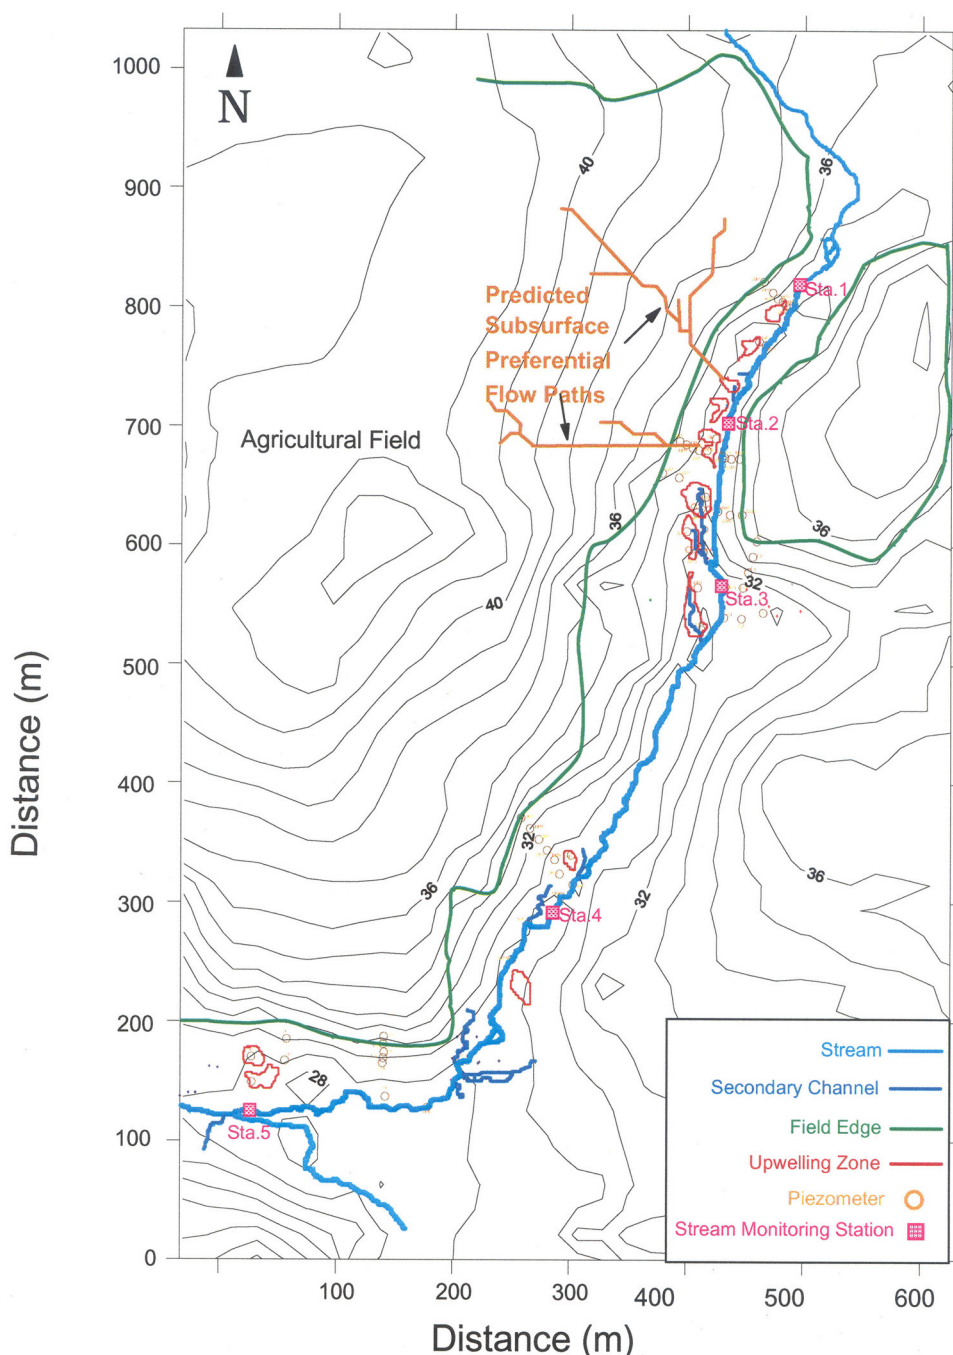 1000
900
800
700
600
500
400
300
200
100
0
Distance (m)
N
40
36
Predicted
Subsurface
Preferential
Flow Paths
Sta.1
Sta.2
Agricultural Field
36
36
32
Sta.3
40
32
36
36
32
Sta.4
28
Sta.5
Stream
Secondary Channel
Field Edge
Upwelling Zone
Piezometer
Stream Monitoring Station
100
200
300
400
500
600
Distance (m)